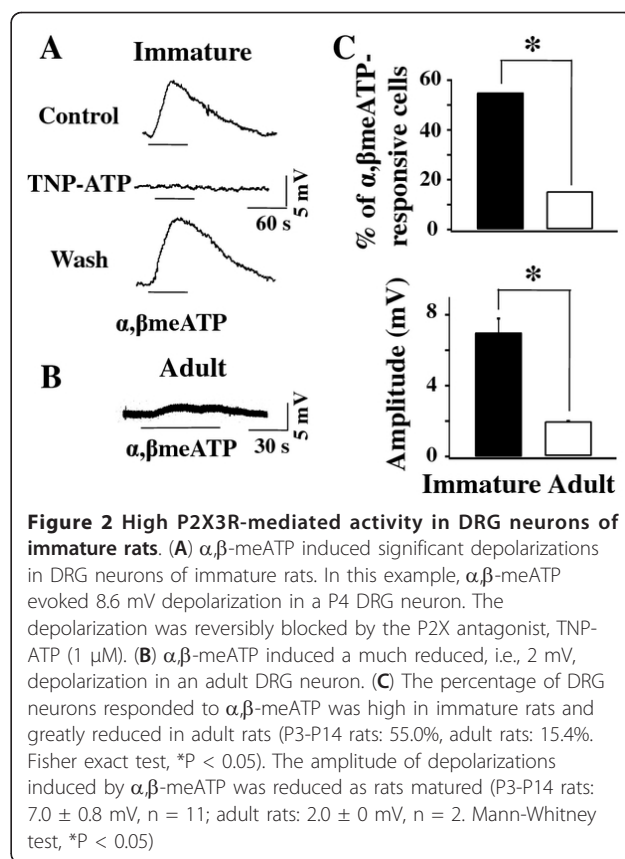 A
Immature
Control
TNP-ATP
60 s
5 mV
Wash
α,βmeATP
B
Adult
α,βmeATP
30 s
5 mV
C
*
% of α,βmeATP-
responsive cells
60
40
20
0
*
Amplitude (mV)
8
4
0
Immature Adult
Figure 2 High P2X3R-mediated activity in DRG neurons of
immature rats. (A) α,β-meATP induced significant depolarizations
in DRG neurons of immature rats. In this example, α,β-meATP
evoked 8.6 mV depolarization in a P4 DRG neuron. The
depolarization was reversibly blocked by the P2X antagonist, TNP-
ATP (1 μM). (B) α,β-meATP induced a much reduced, i.e., 2 mV,
depolarization in an adult DRG neuron. (C) The percentage of DRG
neurons responded to α,β-meATP was high in immature rats and
greatly reduced in adult rats (P3-P14 rats: 55.0%, adult rats: 15.4%.
Fisher exact test, *P < 0.05). The amplitude of depolarizations
induced by α,β-meATP was reduced as rats matured (P3-P14 rats:
7.0 ± 0.8 mV, n = 11; adult rats: 2.0 ± 0 mV, n = 2. Mann-Whitney
test, *P < 0.05)